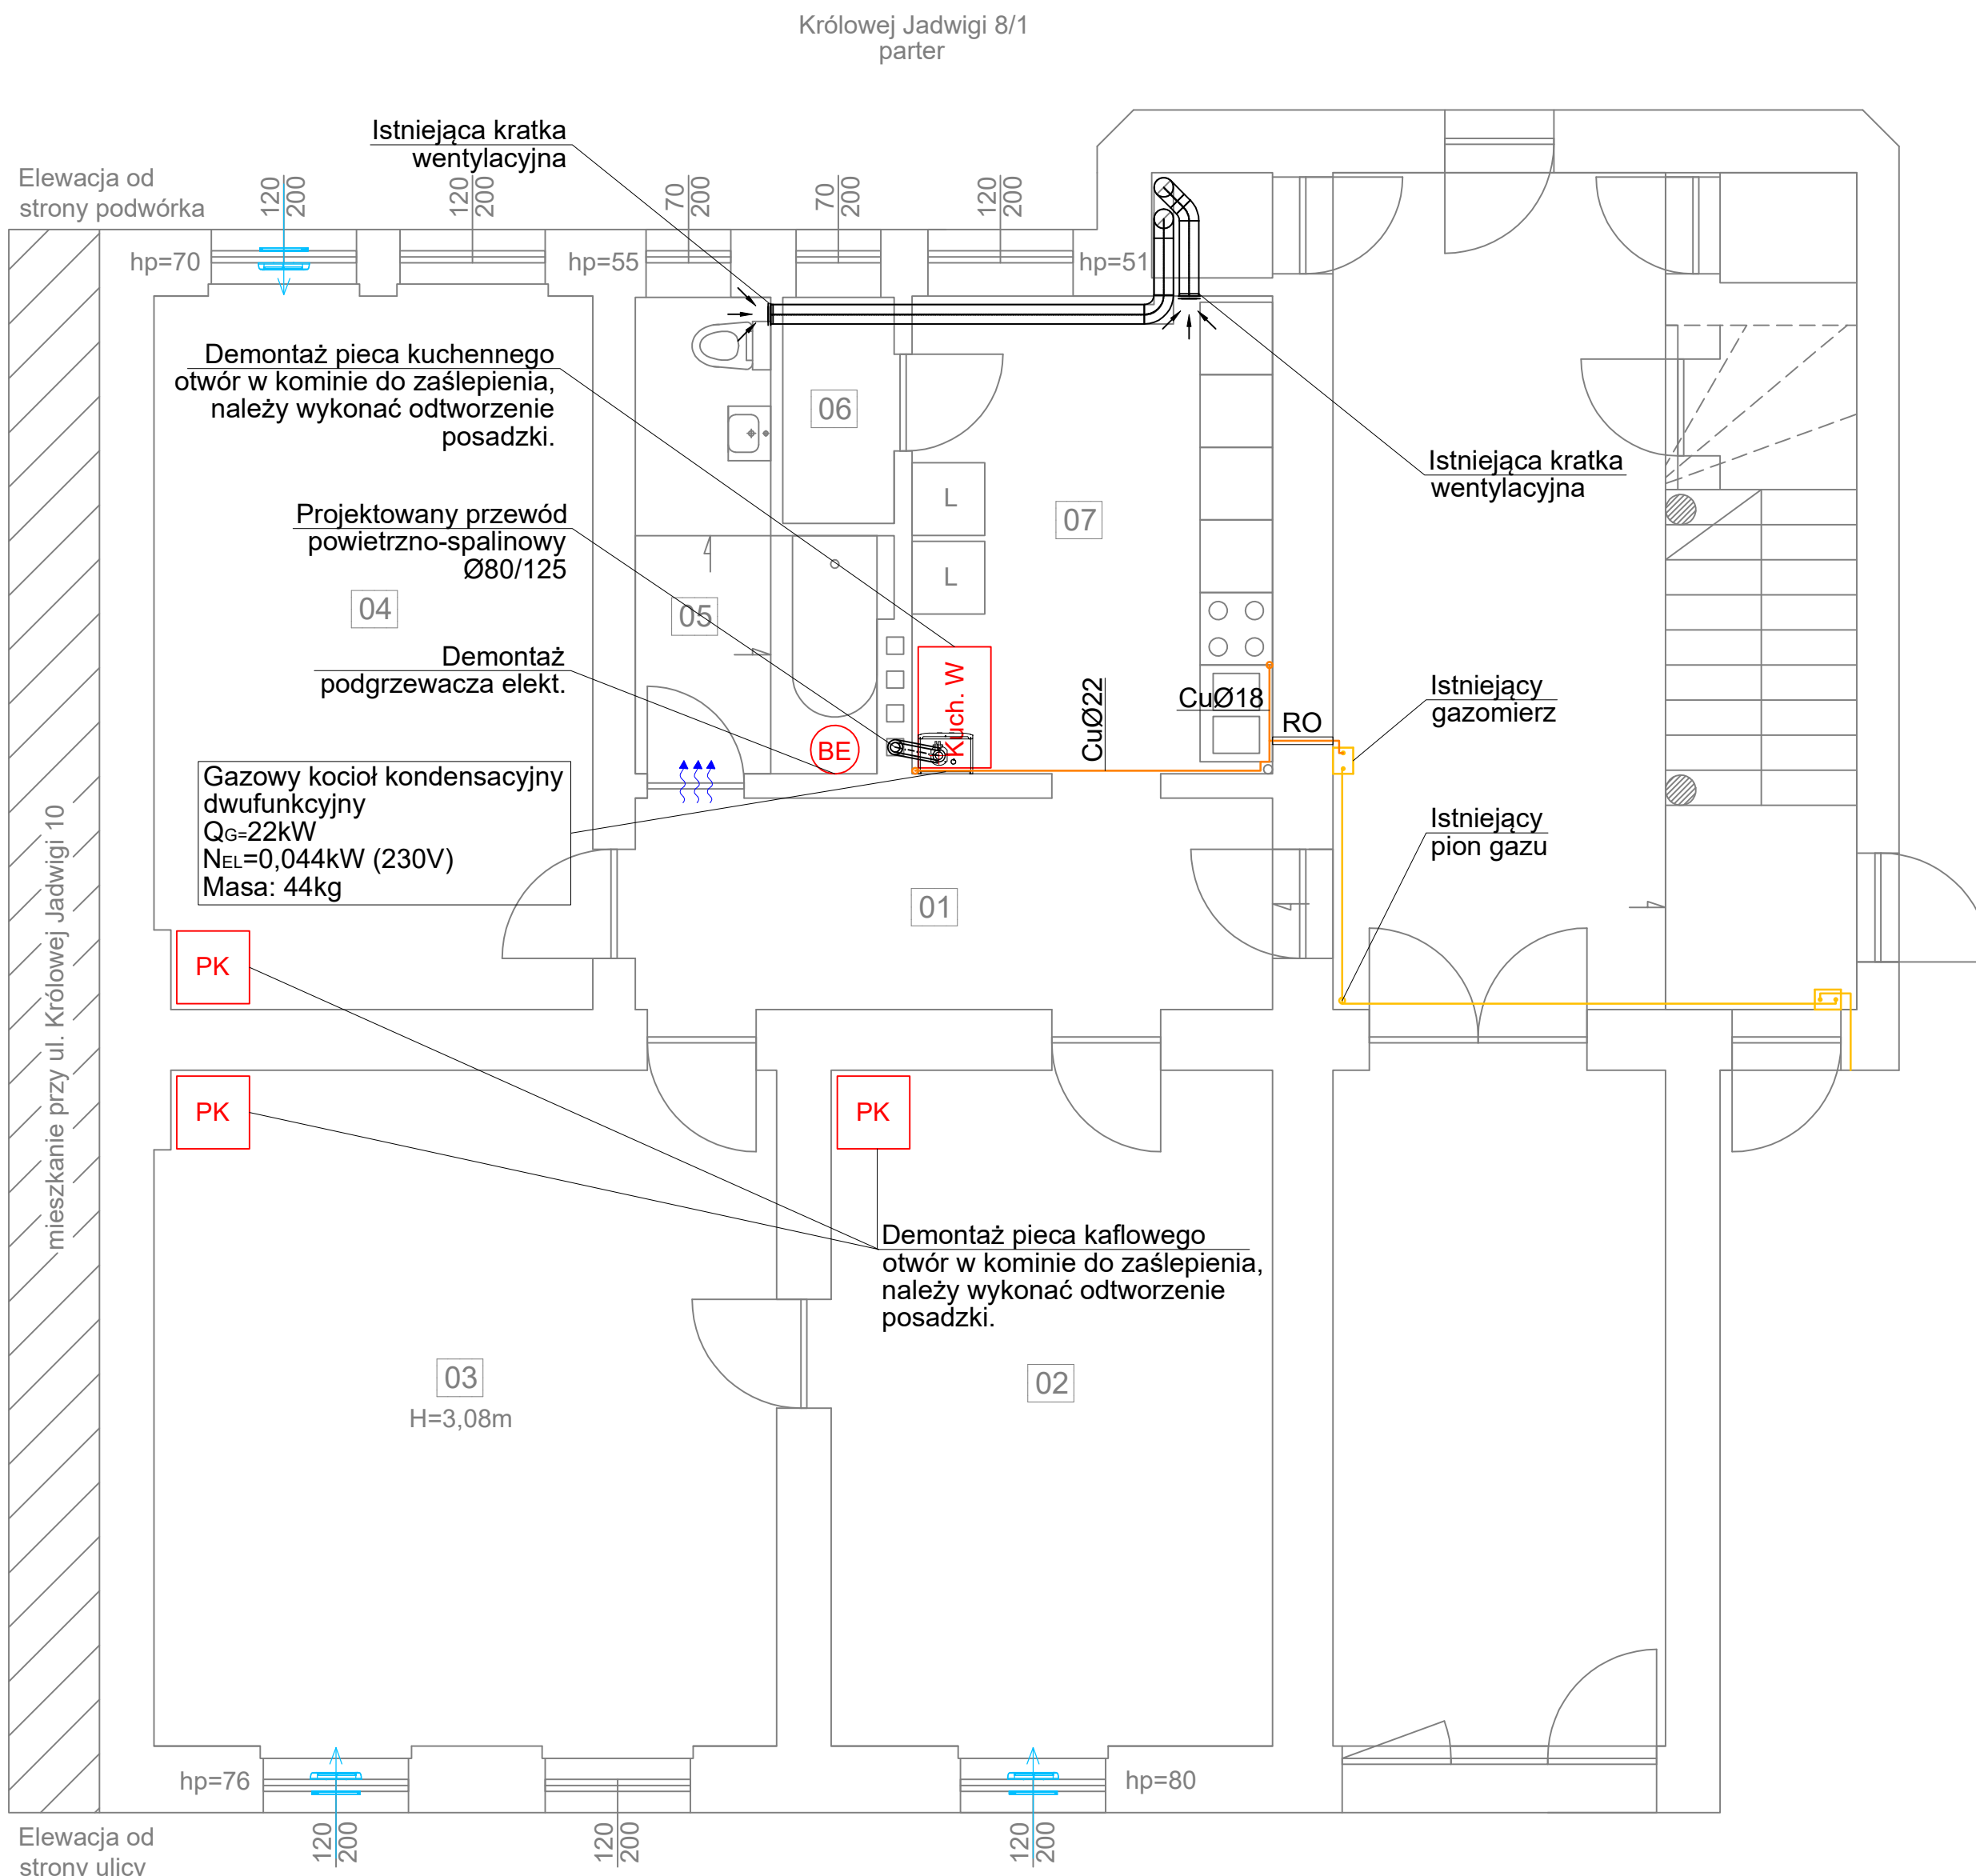 Królowej Jadwigi 8/1
parter
Istniejąca kratka
wentylacyjna
Elewacja od
strony podwórka
120
200
120
200
70
200
70
200
120
200
hp=70
hp=55
hp=51
Demontaż pieca kuchennego
otwór w kominie do zaślepienia,
należy wykonać odtworzenie
posadzki.
06
Istniejąca kratka
wentylacyjna
L
07
Projektowany przewód
powietrzno-spalinowy
Ø80/125
L
04
05
Demontaż
podgrzewacza elekt.
Kuch. W
CuØ22
CuØ18
RO
Istniejący
gazomierz
BE
Gazowy kocioł kondensacyjny
dwufunkcyjny
QG=22kW
NEL=0,044kW (230V)
Masa: 44kg
Istniejący
pion gazu
mieszkanie przy ul. Królowej Jadwigi 10
01
PK
PK
PK
Demontaż pieca kaflowego
otwór w kominie do zaślepienia,
należy wykonać odtworzenie
posadzki.
03
H=3,08m
02
hp=76
hp=80
120
200
120
200
120
200
Elewacja od
strony ulicy